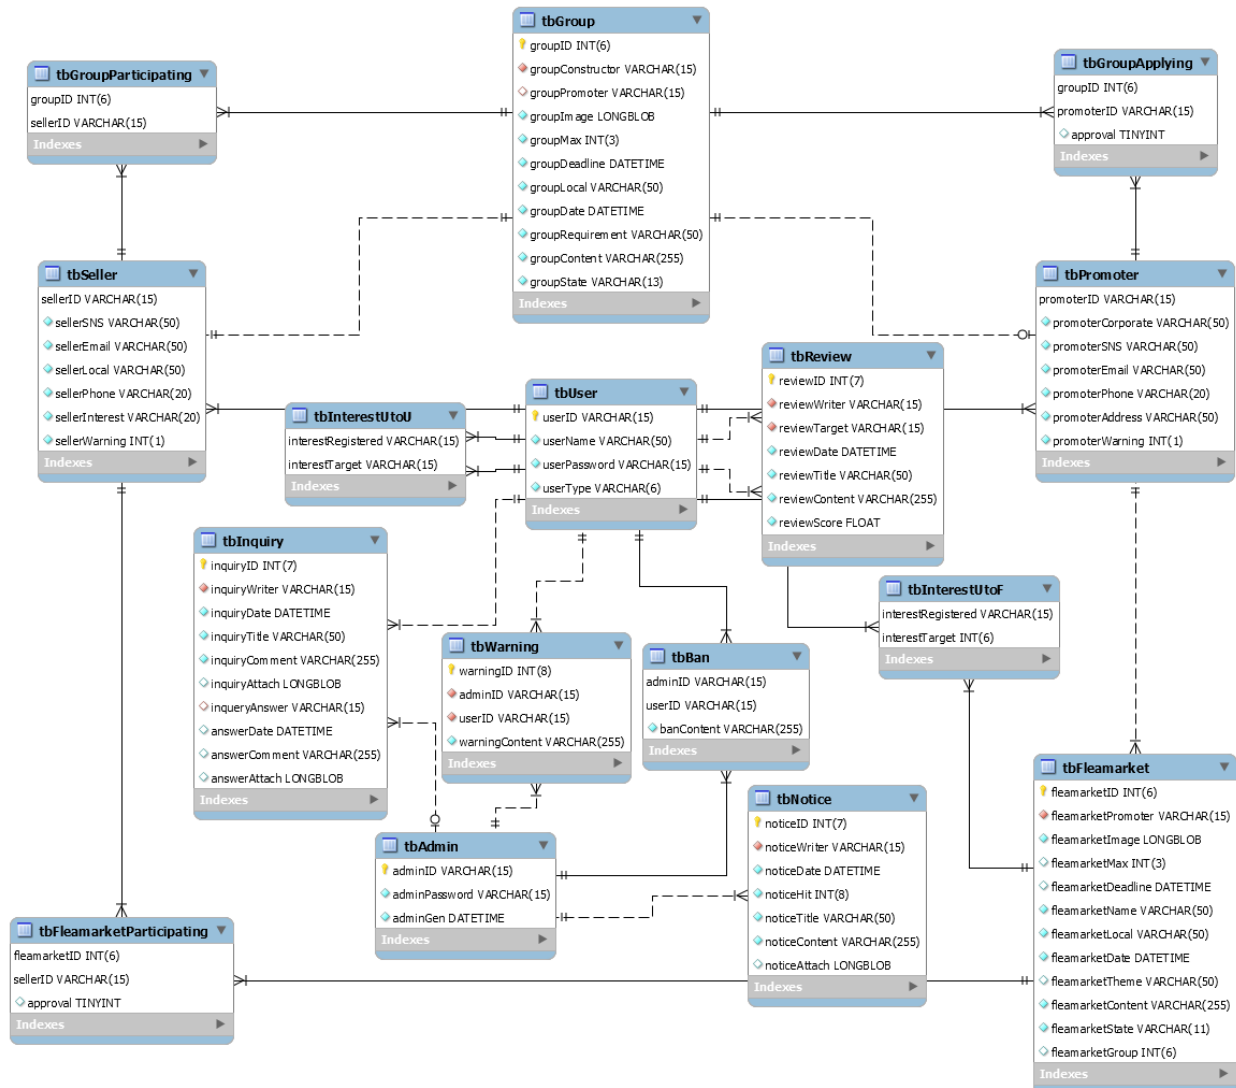 tbGroup
groupID INT(6)
groupConstructor VARCHAR(15)
groupPromoter VARCHAR(15)
groupImage LONGBLOB
groupMax INT(3)
groupDeadline DATETIME
groupLocal VARCHAR(50)
groupDate DATETIME
groupRequirement VARCHAR(50)
groupContent VARCHAR(255)
groupState VARCHAR(13)
Indexes
tbGroupParticipating
groupID INT(6)
sellerID VARCHAR(15)
Indexes
tbGroupApplying
groupID INT(6)
promoterID VARCHAR(15)
approval TINYINT
Indexes
tbSeller
sellerID VARCHAR(15)
sellerSNS VARCHAR(50)
sellerEmail VARCHAR(50)
sellerLocal VARCHAR(50)
sellerPhone VARCHAR(20)
sellerInterest VARCHAR(20)
sellerWarning INT(1)
Indexes
tbPromoter
promoterID VARCHAR(15)
promoterCorporate VARCHAR(50)
promoterSNS VARCHAR(50)
promoterEmail VARCHAR(50)
promoterPhone VARCHAR(20)
promoterAddress VARCHAR(50)
promoterWarning INT(1)
Indexes
tbReview
reviewID INT(7)
reviewWriter VARCHAR(15)
reviewTarget VARCHAR(15)
reviewDate DATETIME
reviewTitle VARCHAR(50)
reviewContent VARCHAR(255)
reviewScore FLOAT
Indexes
tbUser
userID VARCHAR(15)
userName VARCHAR(50)
userPassword VARCHAR(15)
userType VARCHAR(6)
Indexes
tbInterestUtoU
interestRegistered VARCHAR(15)
interestTarget VARCHAR(15)
Indexes
tbInquiry
inquiryID INT(7)
inquiryWriter VARCHAR(15)
inquiryDate DATETIME
inquiryTitle VARCHAR(50)
inquiryComment VARCHAR(255)
inquiryAttach LONGBLOB
inqueryAnswer VARCHAR(15)
answerDate DATETIME
answerComment VARCHAR(255)
answerAttach LONGBLOB
Indexes
tbInterestUtoF
interestRegistered VARCHAR(15)
interestTarget INT(6)
Indexes
tbWarning
warningID INT(8)
adminID VARCHAR(15)
userID VARCHAR(15)
warningContent VARCHAR(255)
Indexes
tbBan
adminID VARCHAR(15)
userID VARCHAR(15)
banContent VARCHAR(255)
Indexes
tbFleamarket
fleamarketID INT(6)
fleamarketPromoter VARCHAR(15)
fleamarketImage LONGBLOB
fleamarketMax INT(3)
fleamarketDeadline DATETIME
fleamarketName VARCHAR(50)
fleamarketLocal VARCHAR(50)
fleamarketDate DATETIME
fleamarketTheme VARCHAR(50)
fleamarketContent VARCHAR(255)
fleamarketState VARCHAR(11)
fleamarketGroup INT(6)
Indexes
tbNotice
noticeID INT(7)
noticeWriter VARCHAR(15)
noticeDate DATETIME
noticeHit INT(8)
noticeTitle VARCHAR(50)
noticeContent VARCHAR(255)
noticeAttach LONGBLOB
Indexes
tbAdmin
adminID VARCHAR(15)
adminPassword VARCHAR(15)
adminGen DATETIME
Indexes
tbFleamarketParticipating
fleamarketID INT(6)
sellerID VARCHAR(15)
approval TINYINT
Indexes